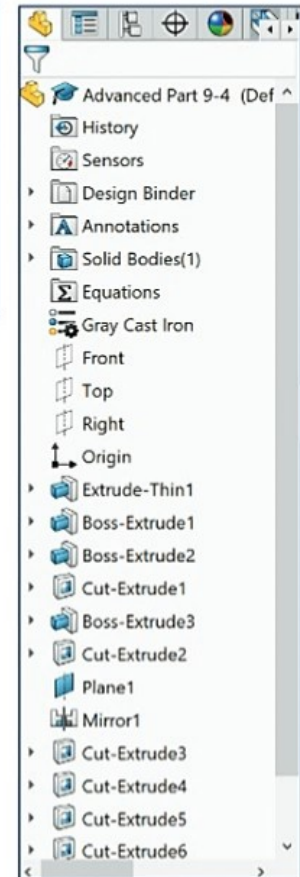 Advanced Part 9-4 (Def
History
Sensors
Design Binder
Annotations
Solid Bodies(1)
Equations
Gray Cast Iron
Front
Top
Right
Origin
Extrude-Thin1
Boss-Extrude1
Boss-Extrude2
Cut-Extrude1
Boss-Extrude3
Cut-Extrude2
Plane1
Mirror1
Cut-Extrude3
Cut-Extrude4
Cut-Extrude5
Cut-Extrude6